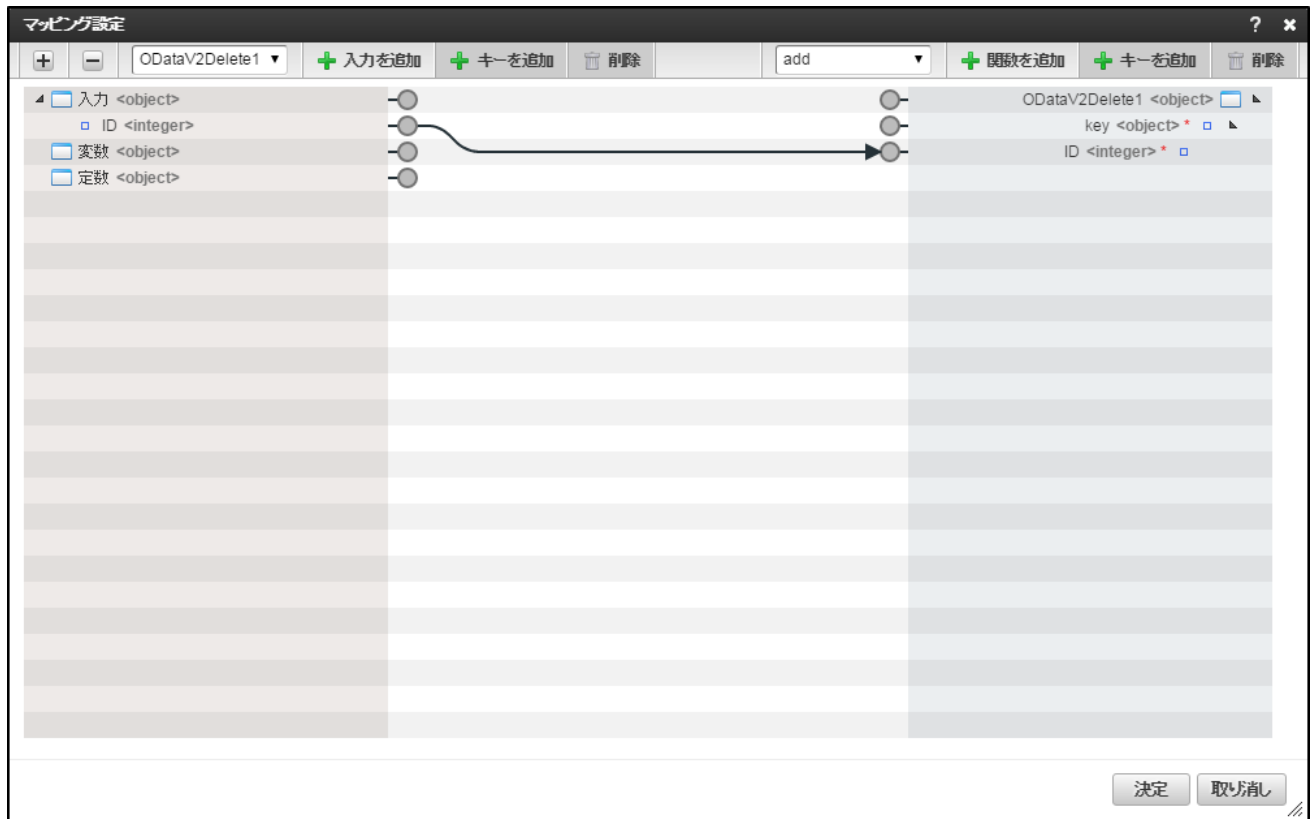 マッピング設定 ?
ODataV2Delete1 入力を追加 キーを追加 削除 add 関数を追加 キーを追加 削除
入力 <object> ODataV2Delete1 <object>
ID <integer> key <object> *
変数 <object> ID <integer> *
定数 <object>
決定 取り消し